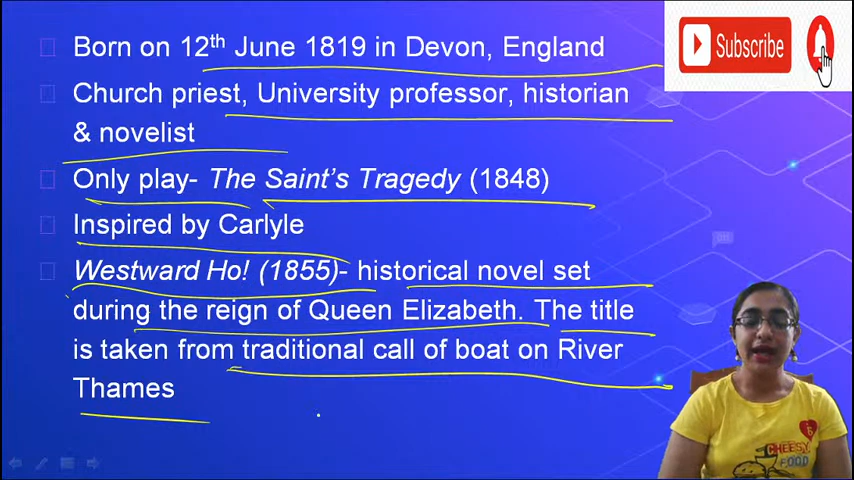 Born on 12th June 1819 in Devon, England
Subscribe
Church priest, University professor, historian
& novelist
Only play- The Saint's Tragedy (1848)
Inspired by Carlyle
Westward Ho! (1855)- historical novel set
during the reign of Queen Elizabeth. The title
is taken from traditional call of boat on River
Thames
CHEESY
FOOD